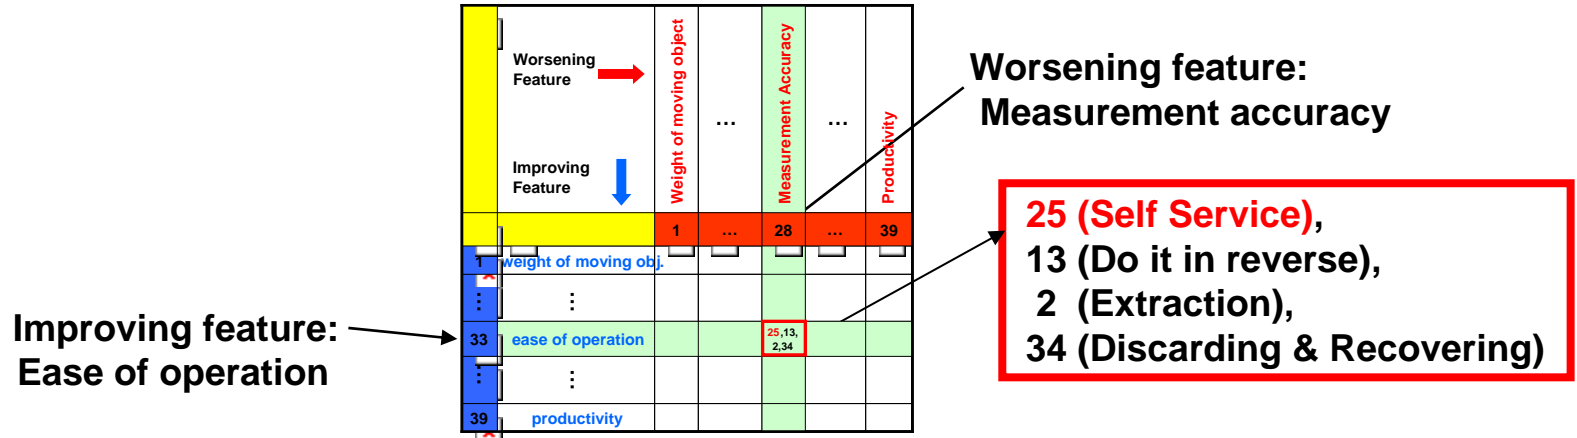 Worsening
Feature
Improving
Feature
Weight of moving object
...
Measurement Accuracy
...
Productivity
1
...
28
...
39
1
weight of moving obj.
...
...
33
ease of operation
25,13,
2,34
...
...
39
productivity
Improving feature:
Ease of operation
Worsening feature:
Measurement accuracy
25 (Self Service),
13 (Do it in reverse),
2 (Extraction),
34 (Discarding & Recovering)